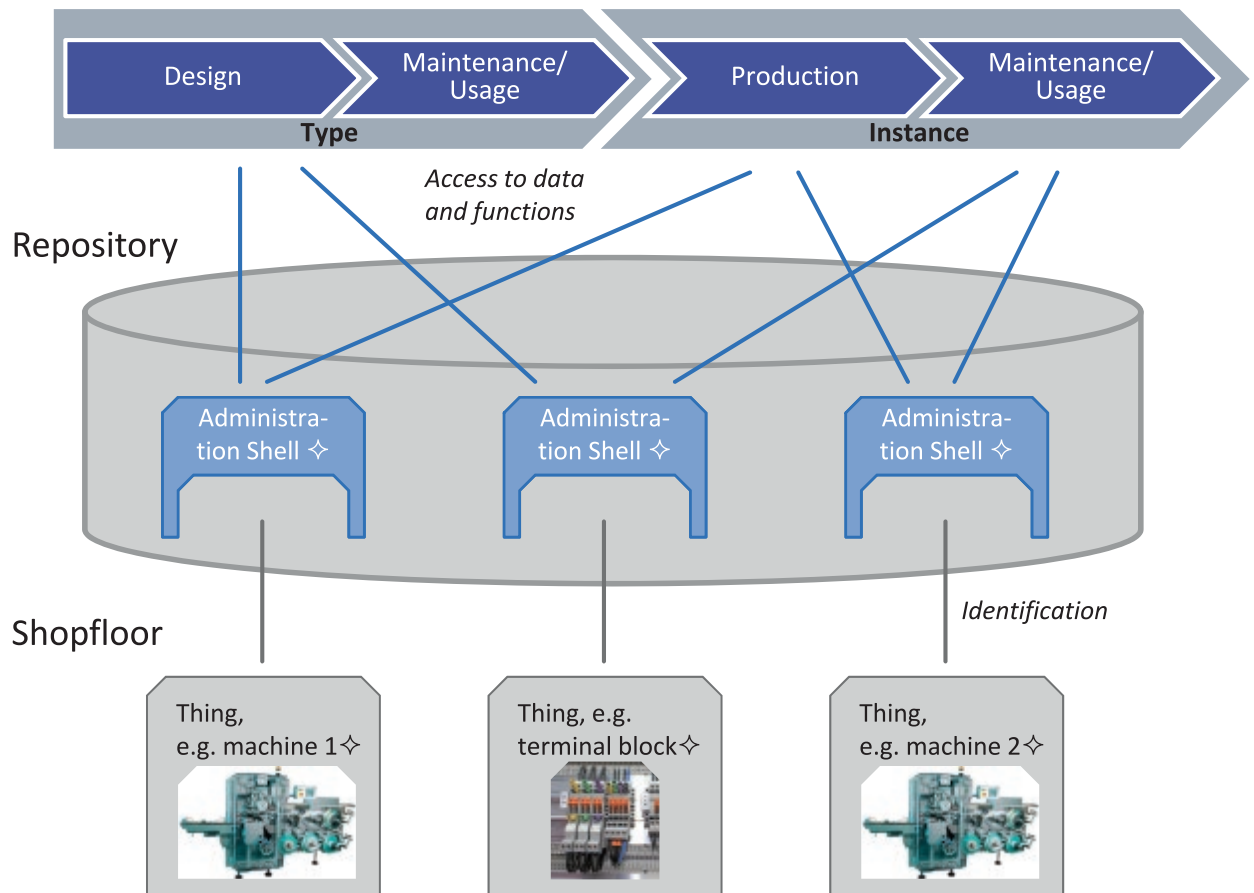 Design
Maintenance/
Usage
Production
Maintenance/
Usage
Type
Instance
Access to data
and functions
Repository
Administra-
tion Shell
Administra-
tion Shell
Administra-
tion Shell
Identification
Shopfloor
Thing,
e.g. machine 1
Thing, e.g.
terminal block
Thing,
e.g. machine 2